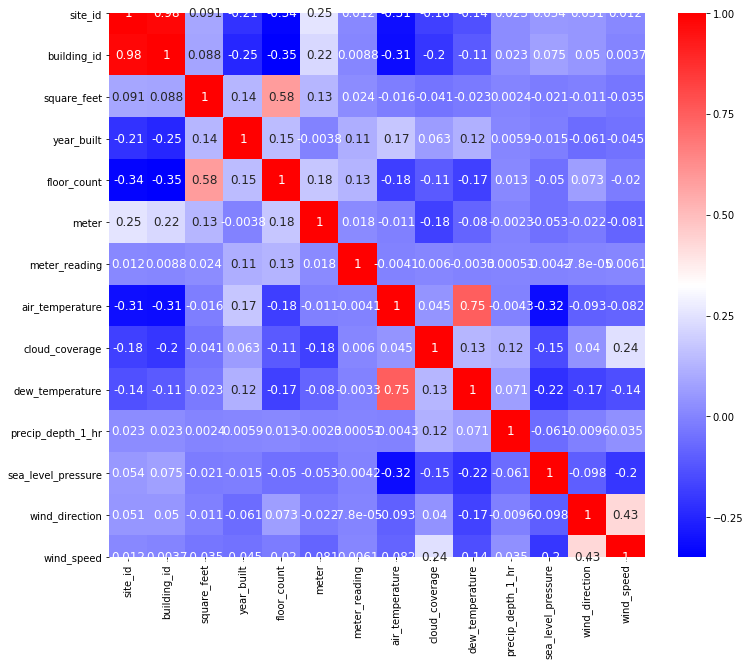 site_id 1 0.98 0.091 -0.21 -0.34 0.25 0.012 -0.31 -0.18 -0.14 0.023 0.054 0.051 0.012
building_id 0.98 1 0.088 -0.25 -0.35 0.22 0.0088 -0.31 -0.2 -0.11 0.023 0.075 0.05 0.0037
square_feet 0.091 0.088 1 0.14 0.58 0.13 0.024 -0.016 -0.041 -0.023 0.0024 -0.021 -0.011 -0.035
year_built -0.21 -0.25 0.14 1 0.15 -0.0038 0.11 0.17 0.063 0.12 0.0059 -0.015 -0.061 -0.045
floor_count -0.34 -0.35 0.58 0.15 1 0.18 0.13 -0.18 -0.11 -0.17 0.013 -0.05 0.073 -0.02
meter 0.25 0.22 0.13 -0.0038 0.18 1 0.018 -0.011 -0.18 -0.08 -0.0023 -0.053 -0.022 -0.081
meter_reading 0.012 0.0088 0.024 0.11 0.13 0.018 1 -0.0041 0.006 -0.0033 0.00051 -0.0042 -7.8e-05 0.0061
air_temperature -0.31 -0.31 -0.016 0.17 -0.18 -0.011 -0.0041 1 0.045 0.75 -0.0043 -0.32 -0.093 -0.082
cloud_coverage -0.18 -0.2 -0.041 0.063 -0.11 -0.18 0.006 0.045 1 0.13 0.12 -0.15 0.04 0.24
dew_temperature -0.14 -0.11 -0.023 0.12 -0.17 -0.08 -0.0033 0.75 0.13 1 0.071 -0.22 -0.17 -0.14
precip_depth_1_hr 0.023 0.023 0.0024 0.0059 0.013 -0.0023 0.00051 -0.0043 0.12 0.071 1 -0.061 -0.0096 0.035
sea_level_pressure 0.054 0.075 -0.021 -0.015 -0.05 -0.053 -0.0042 -0.32 -0.15 -0.22 -0.061 1 -0.098 -0.2
wind_direction 0.051 0.05 -0.011 -0.061 0.073 -0.022 -7.8e-05 -0.093 0.04 -0.17 -0.0096 -0.098 1 0.43
wind_speed 0.012 0.0037 -0.035 -0.045 -0.02 -0.081 0.0061 -0.082 0.24 -0.14 0.035 -0.2 0.43 1
site_id building_id square_feet year_built floor_count meter meter_reading air_temperature cloud_coverage dew_temperature precip_depth_1_hr sea_level_pressure wind_direction wind_speed
1.00
0.75
0.50
0.25
0.00
−0.25